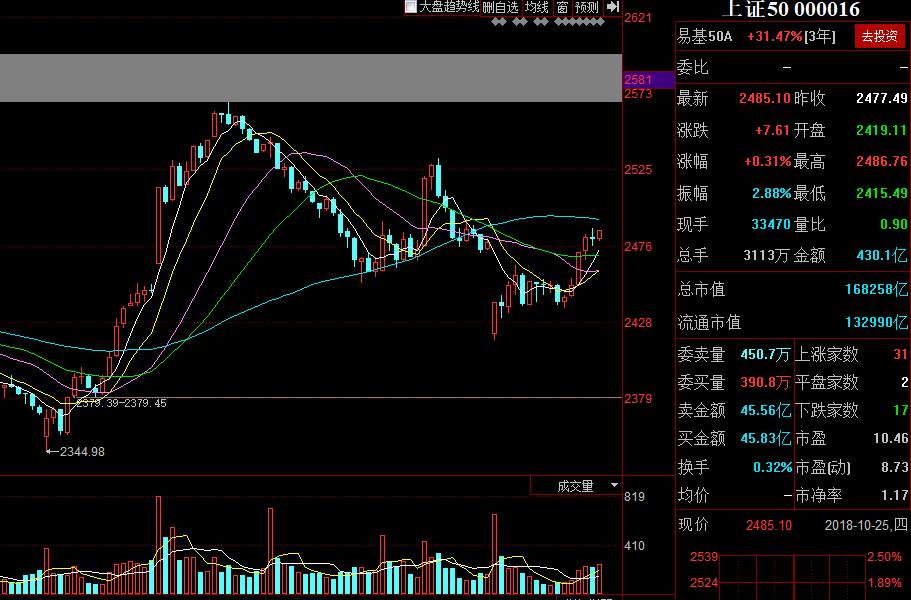 大盘趋势线 删自选 均线 窗 预测
2621
2581
2573
2525
2476
2428
2379
2379.39-2379.45
2344.98
成交量
819
410
上证50 000016
易基50A +31.47%[3年] 去投资
委比 – –
最新 2485.10 昨收 2477.49
涨跌 +7.61 开盘 2419.11
涨幅 +0.31% 最高 2486.76
振幅 2.88% 最低 2415.49
现手 33470 量比 0.90
总手 3113万 金额 430.1亿
总市值 168258亿
流通市值 132990亿
委卖量 450.7万 上涨家数 31
委买量 390.8万 平盘家数 2
卖金额 45.56亿 下跌家数 17
买金额 45.83亿 市盈 10.46
换手 0.32% 市盈(动) 8.73
均价 – 市净率 1.17
现价 2485.10 2018-10-25,四
2539 2.50%
2524 1.89%